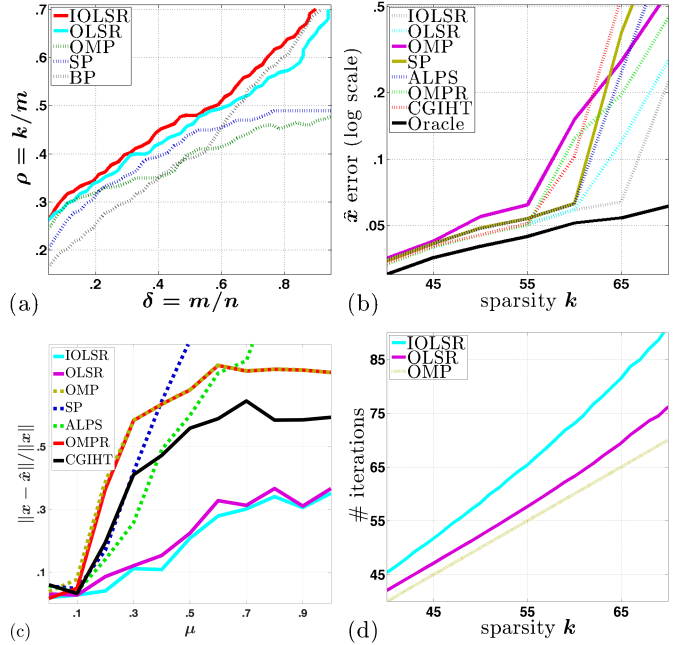 IOLSR
OLSR
OMP
SP
BP
.7
.6
.5
.4
.3
.2
ρ = k/m
.2 .4 .6 .8
δ = m/n
(a)
IOLSR
OLSR
OMP
SP
ALPS
OMPR
CGIHT
Oracle
.5
.2
.1
.05
x̂ error (log scale)
45 55 65
sparsity k
(b)
IOLSR
OLSR
OMP
SP
ALPS
OMPR
CGIHT
.5
.3
.1
||x − x̂||/||x||
.1 .3 .5 .7 .9
μ
(c)
IOLSR
OLSR
OMP
85
75
65
55
45
# iterations
45 55 65
sparsity k
(d)